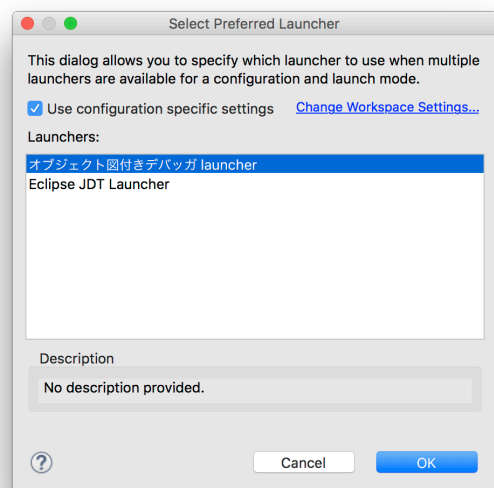 Select Preferred Launcher
This dialog allows you to specify which launcher to use when multiple
launchers are available for a configuration and launch mode.
Use configuration specific settings
Change Workspace Settings...
Launchers:
オブジェクト図付きデバッガ launcher
Eclipse JDT Launcher
Description
No description provided.
?
Cancel
OK